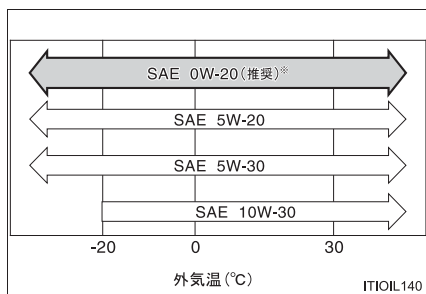 SAE 0W-20(推奨)※
SAE 5W-20
SAE 5W-30
SAE 10W-30
-20 0 30
外気温(℃)
ITIOIL140